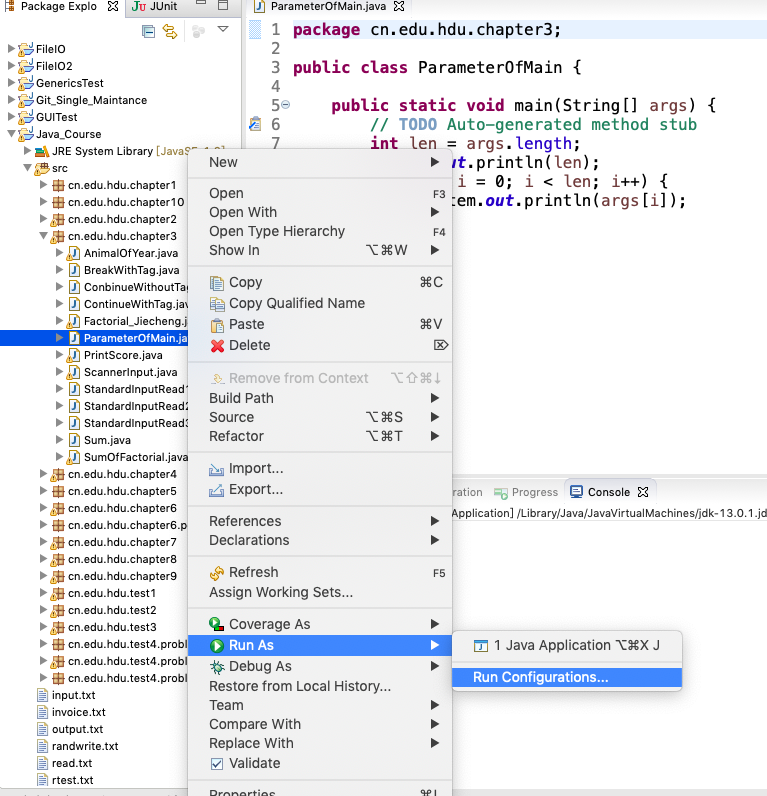 Package Explo
JUnit
FileIO
FileIO2
GenericsTest
Git_Single_Maintance
GUITest
Java_Course
JRE System Library
src
cn.edu.hdu.chapter1
cn.edu.hdu.chapter10
cn.edu.hdu.chapter2
cn.edu.hdu.chapter3
AnimalOfYear.java
BreakWithTag.java
ConbinueWithoutTag
ContinueWithTag.jav
Factorial_Jiecheng.j
ParameterOfMain.ja
PrintScore.java
ScannerInput.java
StandardInputRead1
StandardInputRead2
StandardInputRead3
Sum.java
SumOfFactorial.java
cn.edu.hdu.chapter4
cn.edu.hdu.chapter5
cn.edu.hdu.chapter6
cn.edu.hdu.chapter6.p
cn.edu.hdu.chapter7
cn.edu.hdu.chapter8
cn.edu.hdu.chapter9
cn.edu.hdu.test1
cn.edu.hdu.test2
cn.edu.hdu.test3
cn.edu.hdu.test4.probl
cn.edu.hdu.test4.probl
cn.edu.hdu.test4.probl
input.txt
invoice.txt
output.txt
randwrite.txt
read.txt
rtest.txt
ParameterOfMain.java
1 package cn.edu.hdu.chapter3;
2
3 public class ParameterOfMain {
4
5 public static void main(String[] args) {
6 // TODO Auto-generated method stub
7 int len = args.length;
ut.println(len);
i = 0; i < len; i++) {
tem.out.println(args[i]);
New
Open F3
Open With
Open Type Hierarchy F4
Show In ⌥⌘W
Copy ⌘C
Copy Qualified Name
Paste ⌘V
Delete ⌦
Remove from Context ⌥⇧⌘↓
Build Path
Source ⌥⌘S
Refactor ⌥⌘T
Import...
Export...
References
Declarations
Refresh F5
Assign Working Sets...
Coverage As
Run As
Debug As
Restore from Local History...
Team
Compare With
Replace With
Validate
Properties ⌘I
1 Java Application ⌥⌘X J
Run Configurations...
ration
Progress
Console
Application] /Library/Java/JavaVirtualMachines/jdk-13.0.1.jd